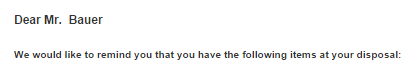 Dear Mr.  Bauer
We would like to remind you that you have the following items at your disposal: